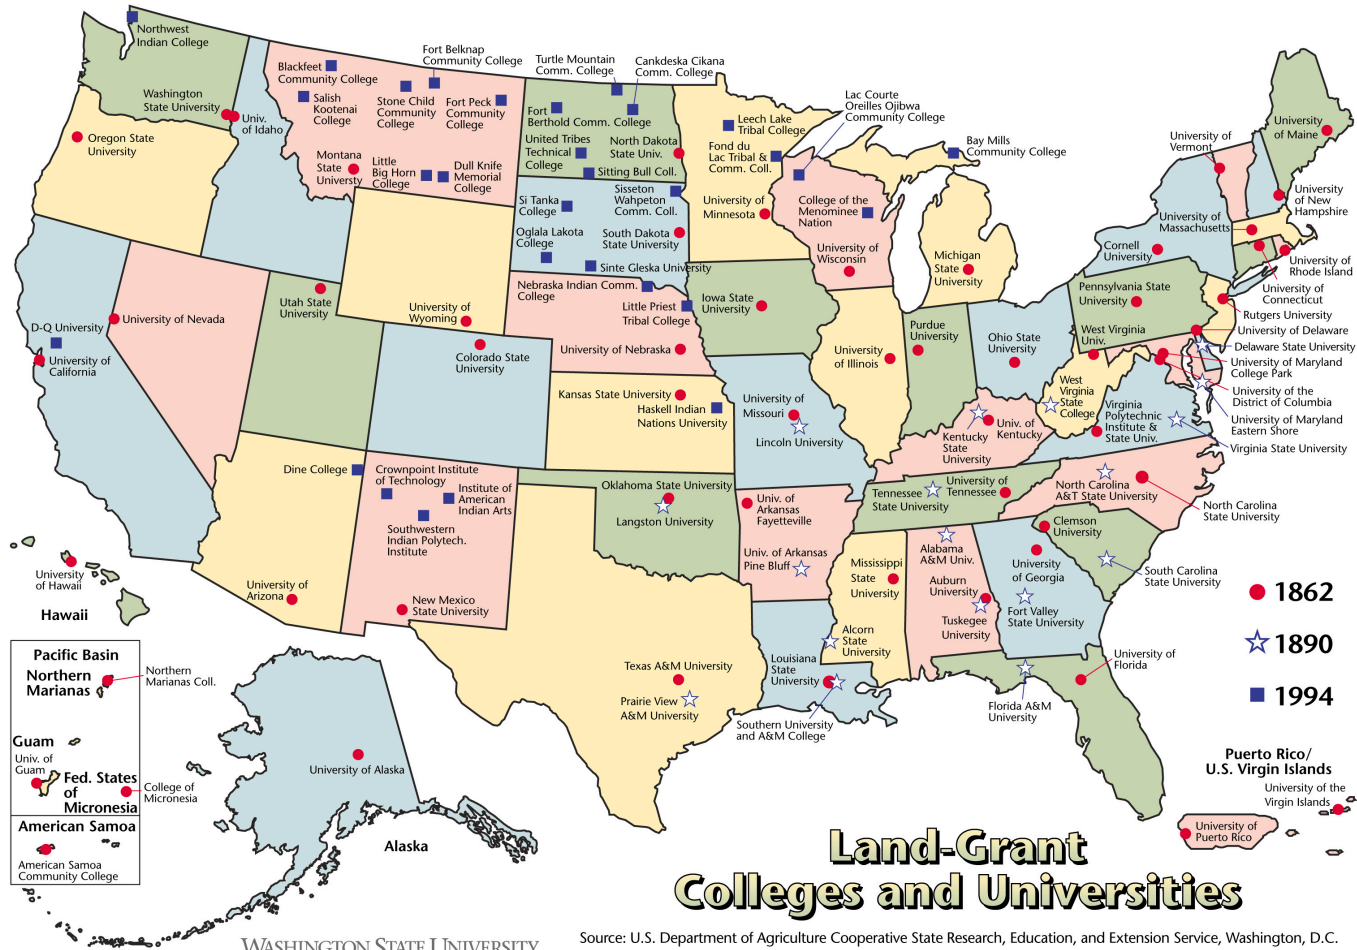 Northwest
Indian College
Washington
State University
Univ.
of Idaho
Oregon State
University
Blackfeet
Community College
Salish
Kootenai
College
Stone Child
Community
College
Fort Belknap
Community College
Fort Peck
Community
College
Montana
State
Universty
Little
Big Horn
College
Dull Knife
Memorial
College
Turtle Mountain
Comm. College
Cankdeska Cikana
Comm. College
Fort
Berthold Comm. College
United Tribes
Technical
College
North Dakota
State Univ.
Sitting Bull Coll.
Si Tanka
College
Sisseton
Wahpeton
Comm. Coll.
Oglala Lakota
College
South Dakota
State University
Sinte Gleska University
Nebraska Indian Comm.
College
Little Priest
Tribal College
University of Nebraska
Leech Lake
Tribal College
Fond du
Lac Tribal &
Comm. Coll.
University of
Minnesota
Lac Courte
Oreilles Ojibwa
Community College
College of the
Menominee
Nation
University of
Wisconsin
Bay Mills
Community College
Michigan
State
University
University of
Vermont
University
of Maine
University
of New
Hampshire
University of
Massachusetts
Cornell
University
University of
Rhode Island
University of
Connecticut
Pennsylvania State
University
Rutgers University
University of Delaware
Delaware State University
University of Maryland
College Park
University of the
District of Columbia
University of Maryland
Eastern Shore
Virginia State University
West Virginia
Univ.
West
Virginia
State
College
Virginia
Polytechnic
Institute &
State Univ.
D-Q University
University of
California
University of Nevada
Utah State
University
University of
Wyoming
Colorado State
University
Iowa State
University
University
of Illinois
Purdue
University
Ohio State
University
Kansas State University
Haskell Indian
Nations University
University of
Missouri
Lincoln University
Kentucky
State
University
Univ. of
Kentucky
Tennessee
State University
University of
Tennessee
North Carolina
A&T State University
North Carolina
State University
Dine College
Crownpoint Institute
of Technology
Institute of
American
Indian Arts
Southwestern
Indian Polytech.
Institute
Oklahoma State University
Langston University
Univ. of
Arkansas
Fayetteville
Univ. of Arkansas
Pine Bluff
Mississippi
State
University
Alabama
A&M Univ.
Auburn
University
Tuskegee
University
Clemson
University
University
of Georgia
Fort Valley
State University
South Carolina
State University
University of
Arizona
New Mexico
State University
Texas A&M University
Prairie View
A&M University
Louisiana
State
University
Alcorn
State
University
Southern University
and A&M College
Florida A&M
University
University of
Florida
1862
1890
1994
University
of Hawaii
Hawaii
Pacific Basin
Northern
Marianas
Northern
Marianas Coll.
Guam
Univ. of
Guam
Fed. States
of
Micronesia
College of
Micronesia
American Samoa
American Samoa
Community College
University of Alaska
Alaska
Puerto Rico/
U.S. Virgin Islands
University of the
Virgin Islands
University of
Puerto Rico
Land-Grant
Colleges and Universities
WASHINGTON STATE UNIVERSITY
Source: U.S. Department of Agriculture Cooperative State Research, Education, and Extension Service, Washington, D.C.